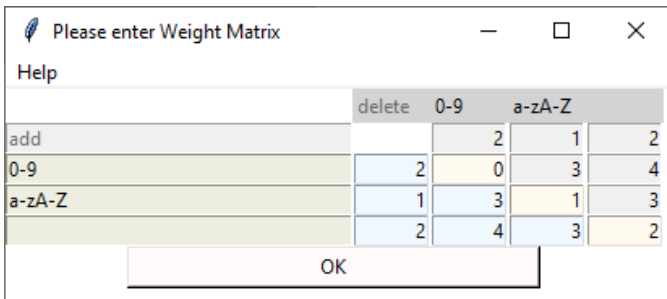 Please enter Weight Matrix
Help
delete 0-9 a-zA-Z
add 2 1 2
0-9 2 0 3 4
a-zA-Z 1 3 1 3
2 4 3 2
OK